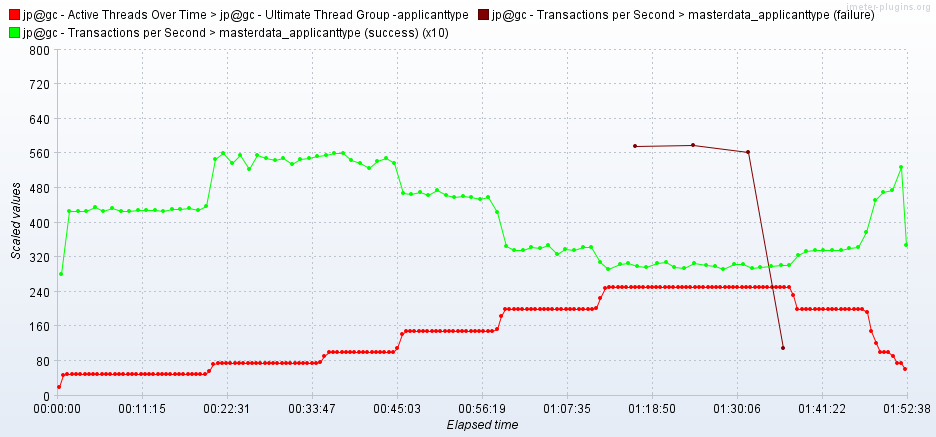 jmeter-plugins.org
jp@gc - Active Threads Over Time > jp@gc - Ultimate Thread Group -applicanttype jp@gc - Transactions per Second > masterdata_applicanttype (failure)
jp@gc - Transactions per Second > masterdata_applicanttype (success) (x10)
800
720
640
560
480
400
320
240
160
80
0
Scaled values
00:00:00 00:11:15 00:22:31 00:33:47 00:45:03 00:56:19 01:07:35 01:18:50 01:30:06 01:41:22 01:52:38
Elapsed time